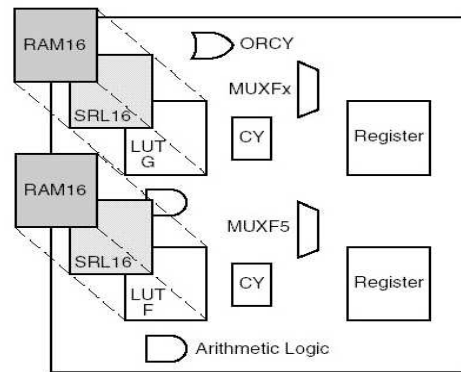 RAM16
ORCY
MUXFx
SRL16
LUT
G
CY
Register
RAM16
MUXF5
SRL16
LUT
F
CY
Register
Arithmetic Logic